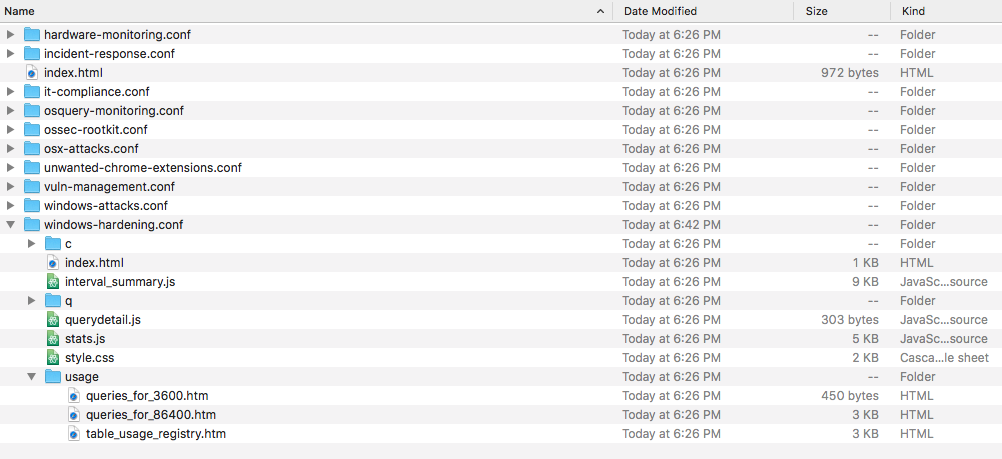 Name Date Modified Size Kind
hardware-monitoring.conf Today at 6:26 PM -- Folder
incident-response.conf Today at 6:26 PM -- Folder
index.html Today at 6:26 PM 972 bytes HTML
it-compliance.conf Today at 6:26 PM -- Folder
osquery-monitoring.conf Today at 6:26 PM -- Folder
ossec-rootkit.conf Today at 6:26 PM -- Folder
osx-attacks.conf Today at 6:26 PM -- Folder
unwanted-chrome-extensions.conf Today at 6:26 PM -- Folder
vuln-management.conf Today at 6:26 PM -- Folder
windows-attacks.conf Today at 6:26 PM -- Folder
windows-hardening.conf Today at 6:42 PM -- Folder
c Today at 6:26 PM -- Folder
index.html Today at 6:26 PM 1 KB HTML
interval_summary.js Today at 6:26 PM 9 KB JavaSc...source
q Today at 6:26 PM -- Folder
querydetail.js Today at 6:26 PM 303 bytes JavaSc...source
stats.js Today at 6:26 PM 5 KB JavaSc...source
style.css Today at 6:26 PM 2 KB Casca...le sheet
usage Today at 6:26 PM -- Folder
queries_for_3600.htm Today at 6:26 PM 450 bytes HTML
queries_for_86400.htm Today at 6:26 PM 3 KB HTML
table_usage_registry.htm Today at 6:26 PM 3 KB HTML